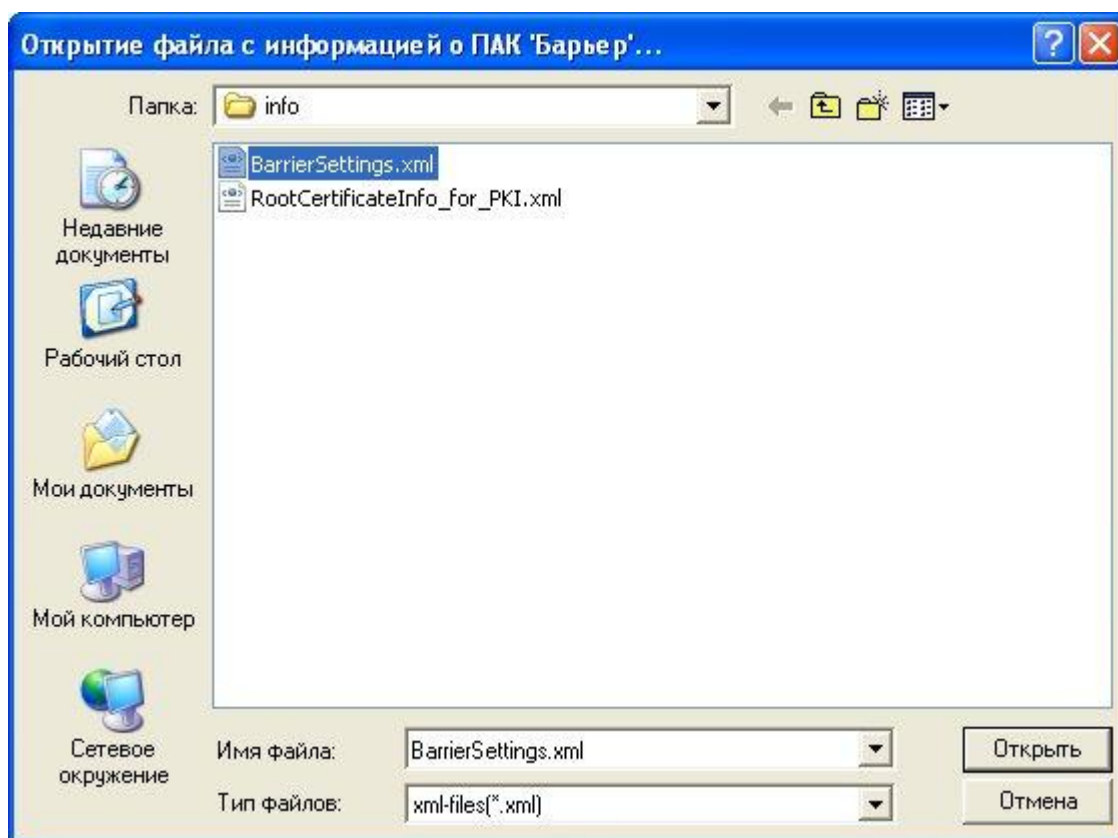 Открытие файла с информацией о ПАК 'Барьер'...
Папка: info
BarrierSettings.xml
RootCertificateInfo_for_PKI.xml
Недавние
документы
Рабочий стол
Мои документы
Мой компьютер
Сетевое
окружение
Имя файла: BarrierSettings.xml Открыть
Тип файлов: xml-files(*.xml) Отмена